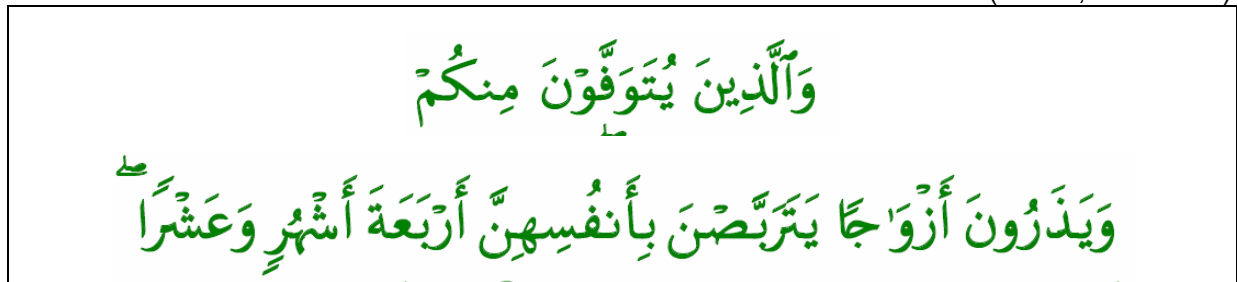 وَٱلَّذِينَ يُتَوَفَّوْنَ مِنكُمْ
وَيَذَرُونَ أَزْوَٰجًا يَتَرَبَّصْنَ بِأَنفُسِهِنَّ أَرْبَعَةَ أَشْهُرٍ وَعَشْرًا ۖ